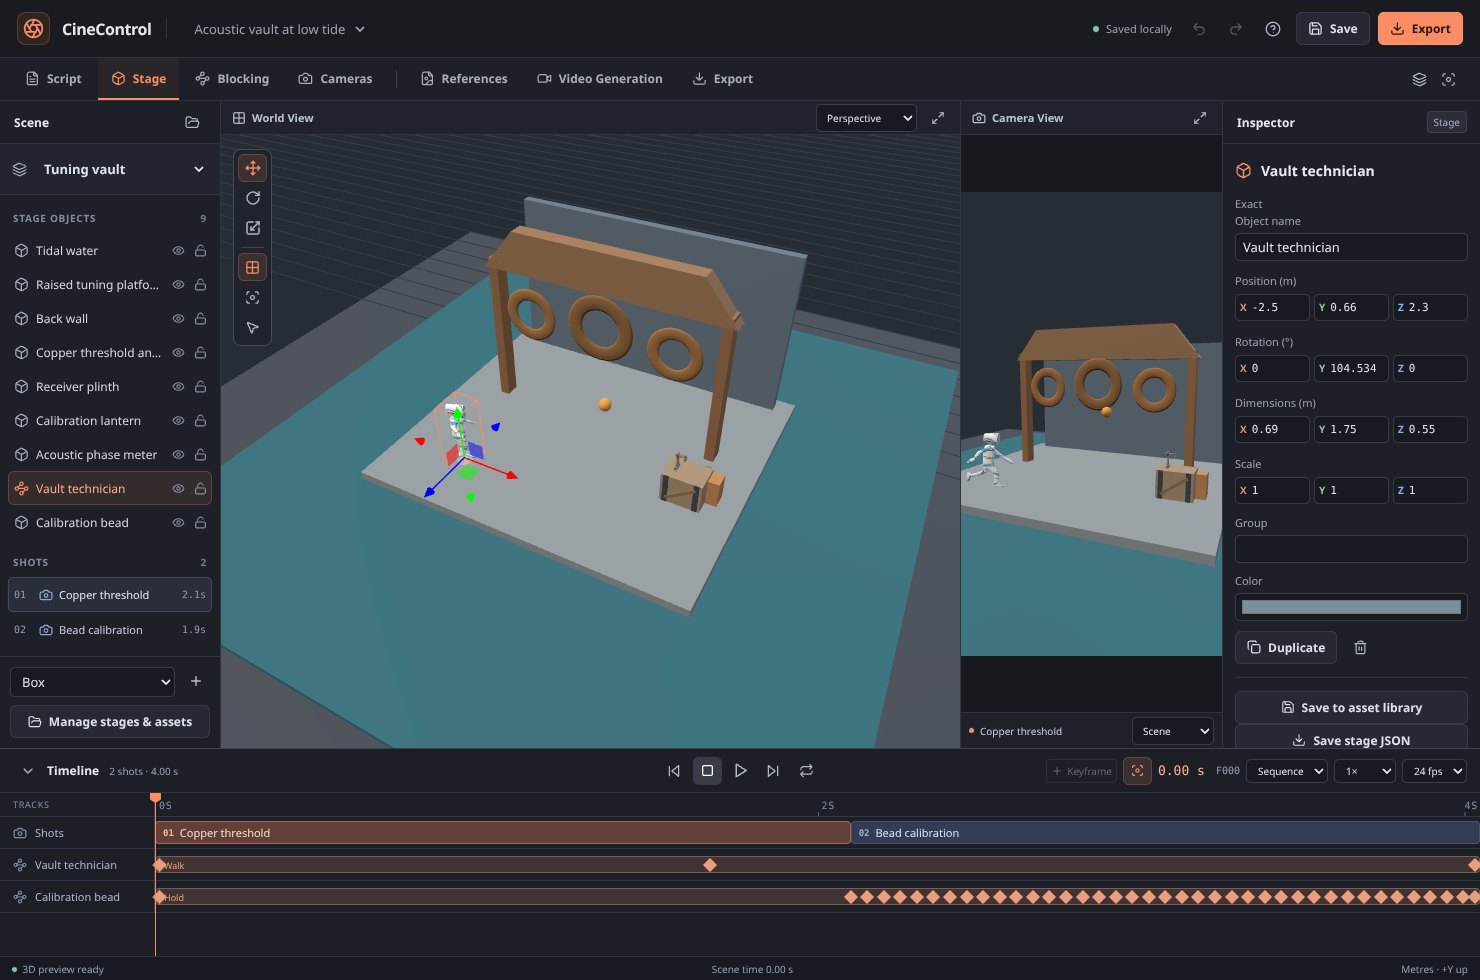 CineControl
Acoustic vault at low tide
Saved locally
Save
Export
Script
Stage
Blocking
Cameras
References
Video Generation
Export
Scene
Tuning vault
STAGE OBJECTS 9
Tidal water
Raised tuning platfo...
Back wall
Copper threshold an...
Receiver plinth
Calibration lantern
Acoustic phase meter
Vault technician
Calibration bead
SHOTS 2
01 Copper threshold 2.1s
02 Bead calibration 1.9s
Box
Manage stages & assets
World View
Perspective
Camera View
Copper threshold
Scene
Inspector
Stage
Vault technician
Exact
Object name
Vault technician
Position (m)
X -2.5 Y 0.66 Z 2.3
Rotation (°)
X 0 Y 104.534 Z 0
Dimensions (m)
X 0.69 Y 1.75 Z 0.55
Scale
X 1 Y 1 Z 1
Group
Color
Duplicate
Save to asset library
Save stage JSON
Timeline 2 shots · 4.00 s
+ Keyframe
0.00 s F000
Sequence
1×
24 fps
TRACKS 0S 2S 4S
Shots 01 Copper threshold 02 Bead calibration
Vault technician Walk
Calibration bead Hold
3D preview ready
Scene time 0.00 s
Metres · +Y up